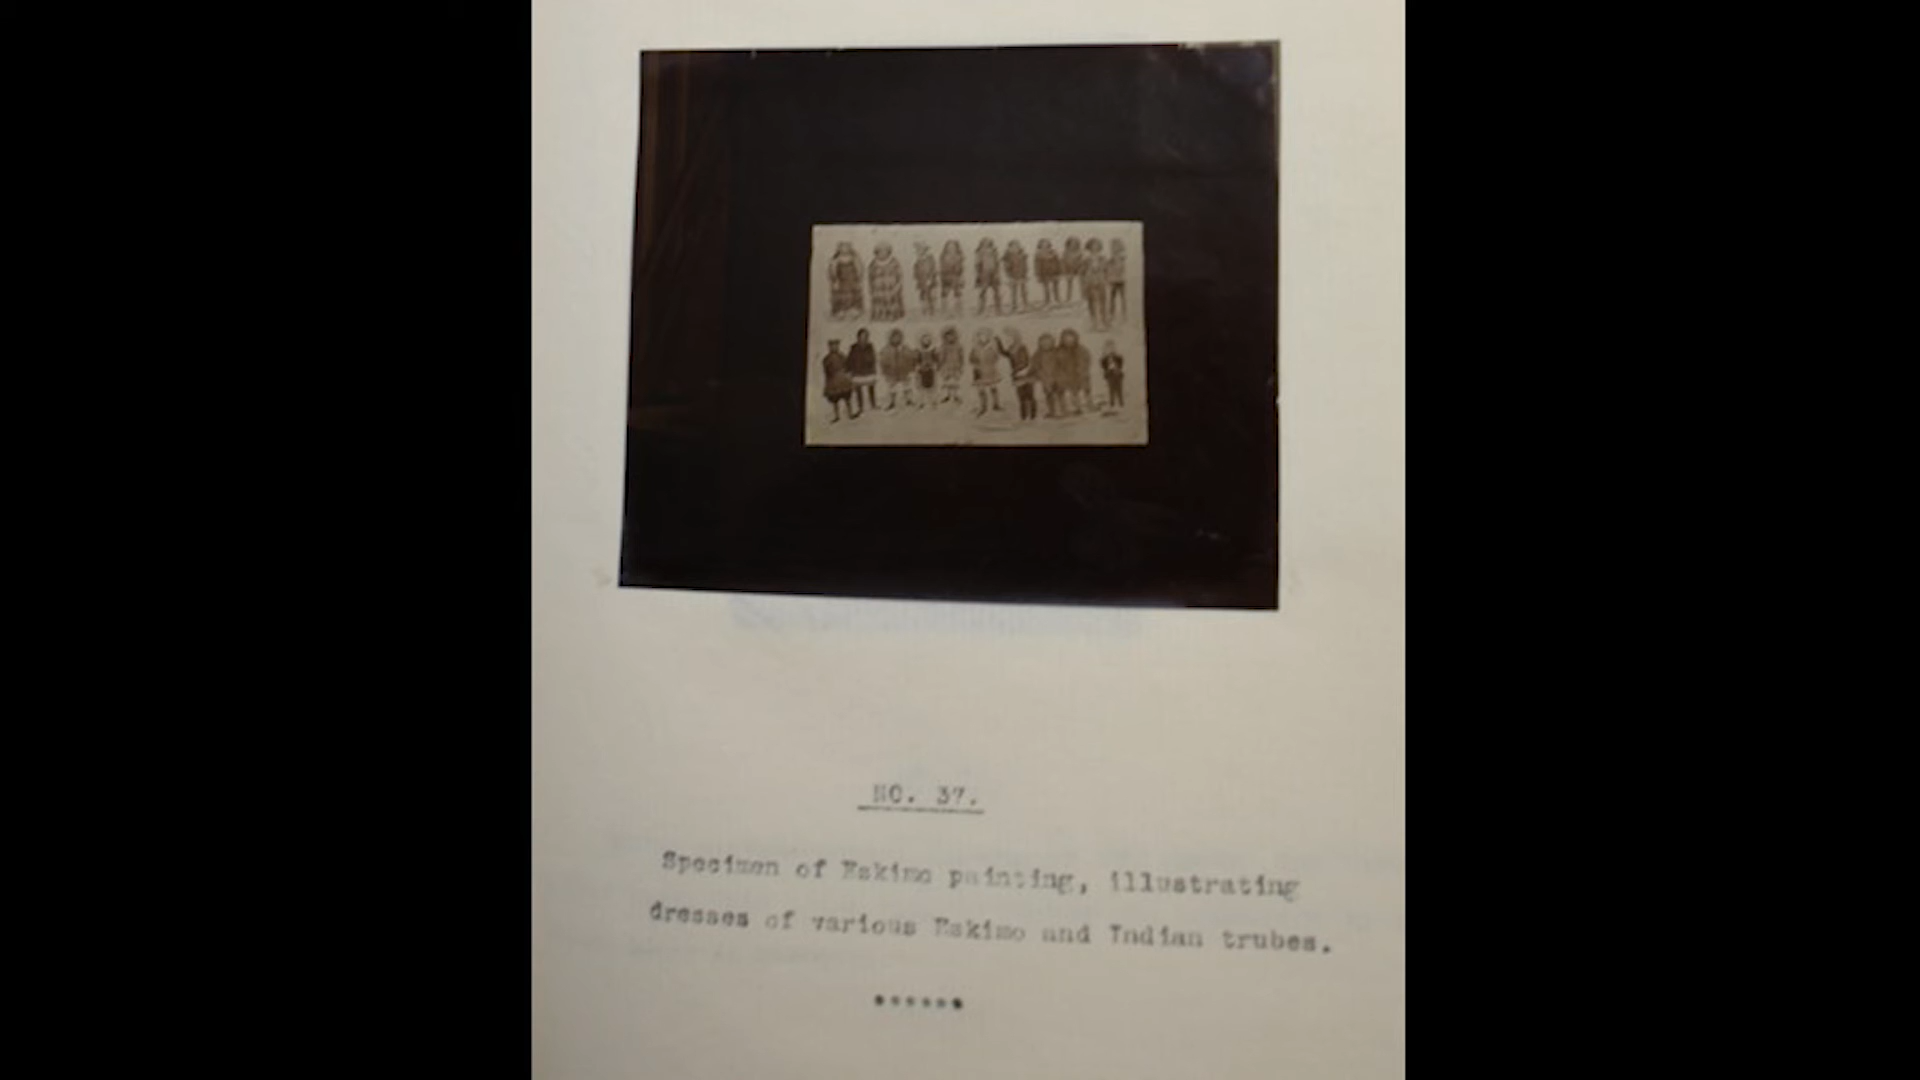 NO. 37.
Specimen of Eskimo painting, illustrating
dresses of various Eskimo and Indian trubes.
......